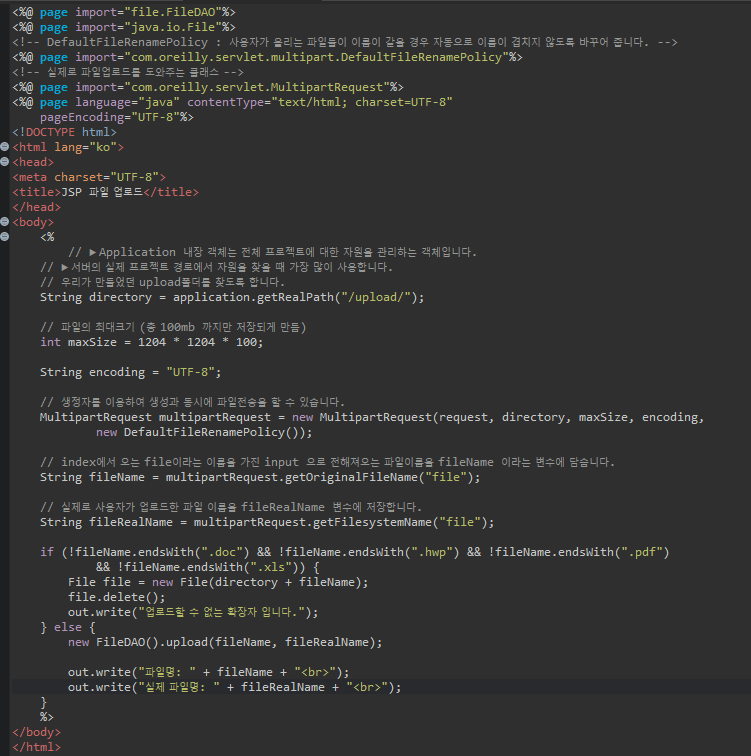 <%@ page import="file.FileDAO"%>
<%@ page import="java.io.File"%>
<!-- DefaultFileRenamePolicy : 사용자가 올리는 파일들이 이름이 같을 경우 자동으로 이름이 겹치지 않도록 바꾸어 줍니다. -->
<%@ page import="com.oreilly.servlet.multipart.DefaultFileRenamePolicy"%>
<!-- 실제로 파일업로드를 도와주는 클래스 -->
<%@ page import="com.oreilly.servlet.MultipartRequest"%>
<%@ page language="java" contentType="text/html; charset=UTF-8"
    pageEncoding="UTF-8"%>
<!DOCTYPE html>
<html lang="ko">
<head>
<meta charset="UTF-8">
<title>JSP 파일 업로드</title>
</head>
<body>
    <%
        // ▶Application 내장 객체는 전체 프로젝트에 대한 자원을 관리하는 객체입니다.
    // ▶서버의 실제 프로젝트 경로에서 자원을 찾을 때 가장 많이 사용합니다.
    // 우리가 만들었던 upload폴더를 찾도록 합니다.
    String directory = application.getRealPath("/upload/");

    // 파일의 최대크기 (총 100mb 까지만 저장되게 만듬)
    int maxSize = 1204 * 1204 * 100;

    String encoding = "UTF-8";

    // 생정자를 이용하여 생성과 동시에 파일전송을 할 수 있습니다.
    MultipartRequest multipartRequest = new MultipartRequest(request, directory, maxSize, encoding,
            new DefaultFileRenamePolicy());

    // index에서 오는 file이라는 이름을 가진 input 으로 전해져오는 파일이름을 fileName 이라는 변수에 담습니다.
    String fileName = multipartRequest.getOriginalFileName("file");

    // 실제로 사용자가 업로드한 파일 이름을 fileRealName 변수에 저장합니다.
    String fileRealName = multipartRequest.getFilesystemName("file");

    if (!fileName.endsWith(".doc") && !fileName.endsWith(".hwp") && !fileName.endsWith(".pdf")
            && !fileName.endsWith(".xls")) {
        File file = new File(directory + fileName);
        file.delete();
        out.write("업로드할 수 없는 확장자 입니다.");
    } else {
        new FileDAO().upload(fileName, fileRealName);

        out.write("파일명: " + fileName + "<br>");
        out.write("실제 파일명: " + fileRealName + "<br>");
    }
    %>
</body>
</html>